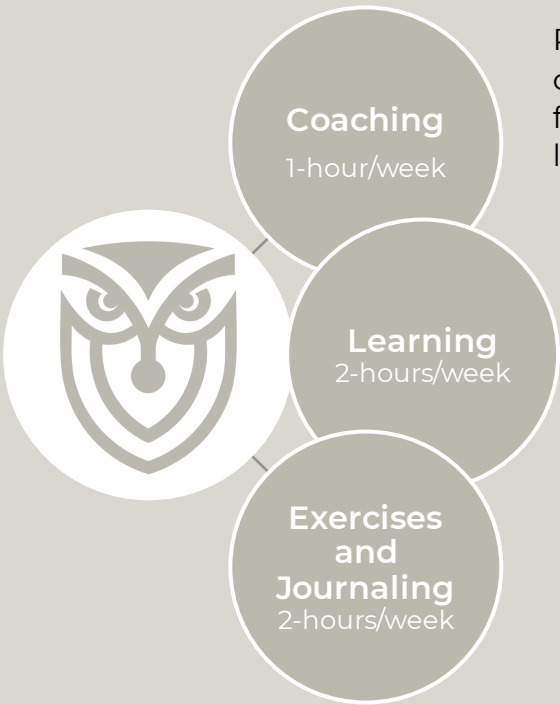 Coaching
1-hour/week
Learning
2-hours/week
Exercises
and
Journaling
2-hours/week